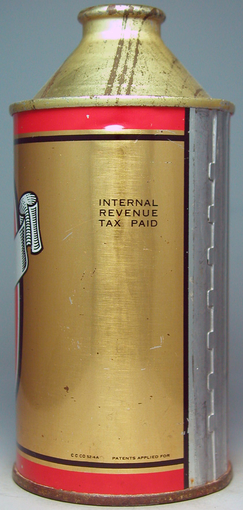 INTERNAL
REVENUE
TAX PAID
PATENTS APPLIED FOR